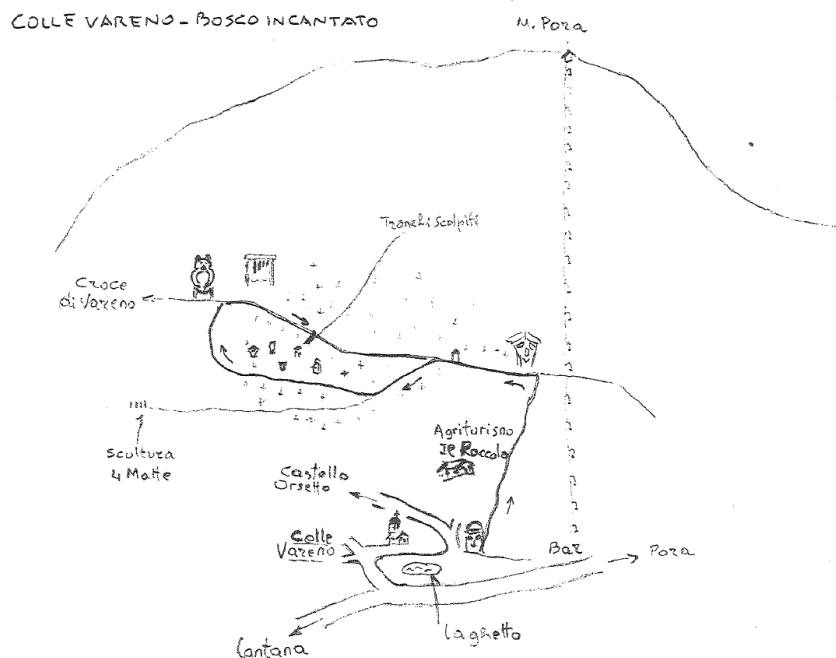 COLLE VARENO - BOSCO INCANTATO
M. PORA
Tronchi Scolpiti
Croce
di Vareno
Agriturismo
Il Roccolo
Scultura
4 Matte
Castello
Orsetto
Colle
Vareno
Bar
Pora
Laghetto
Cantana